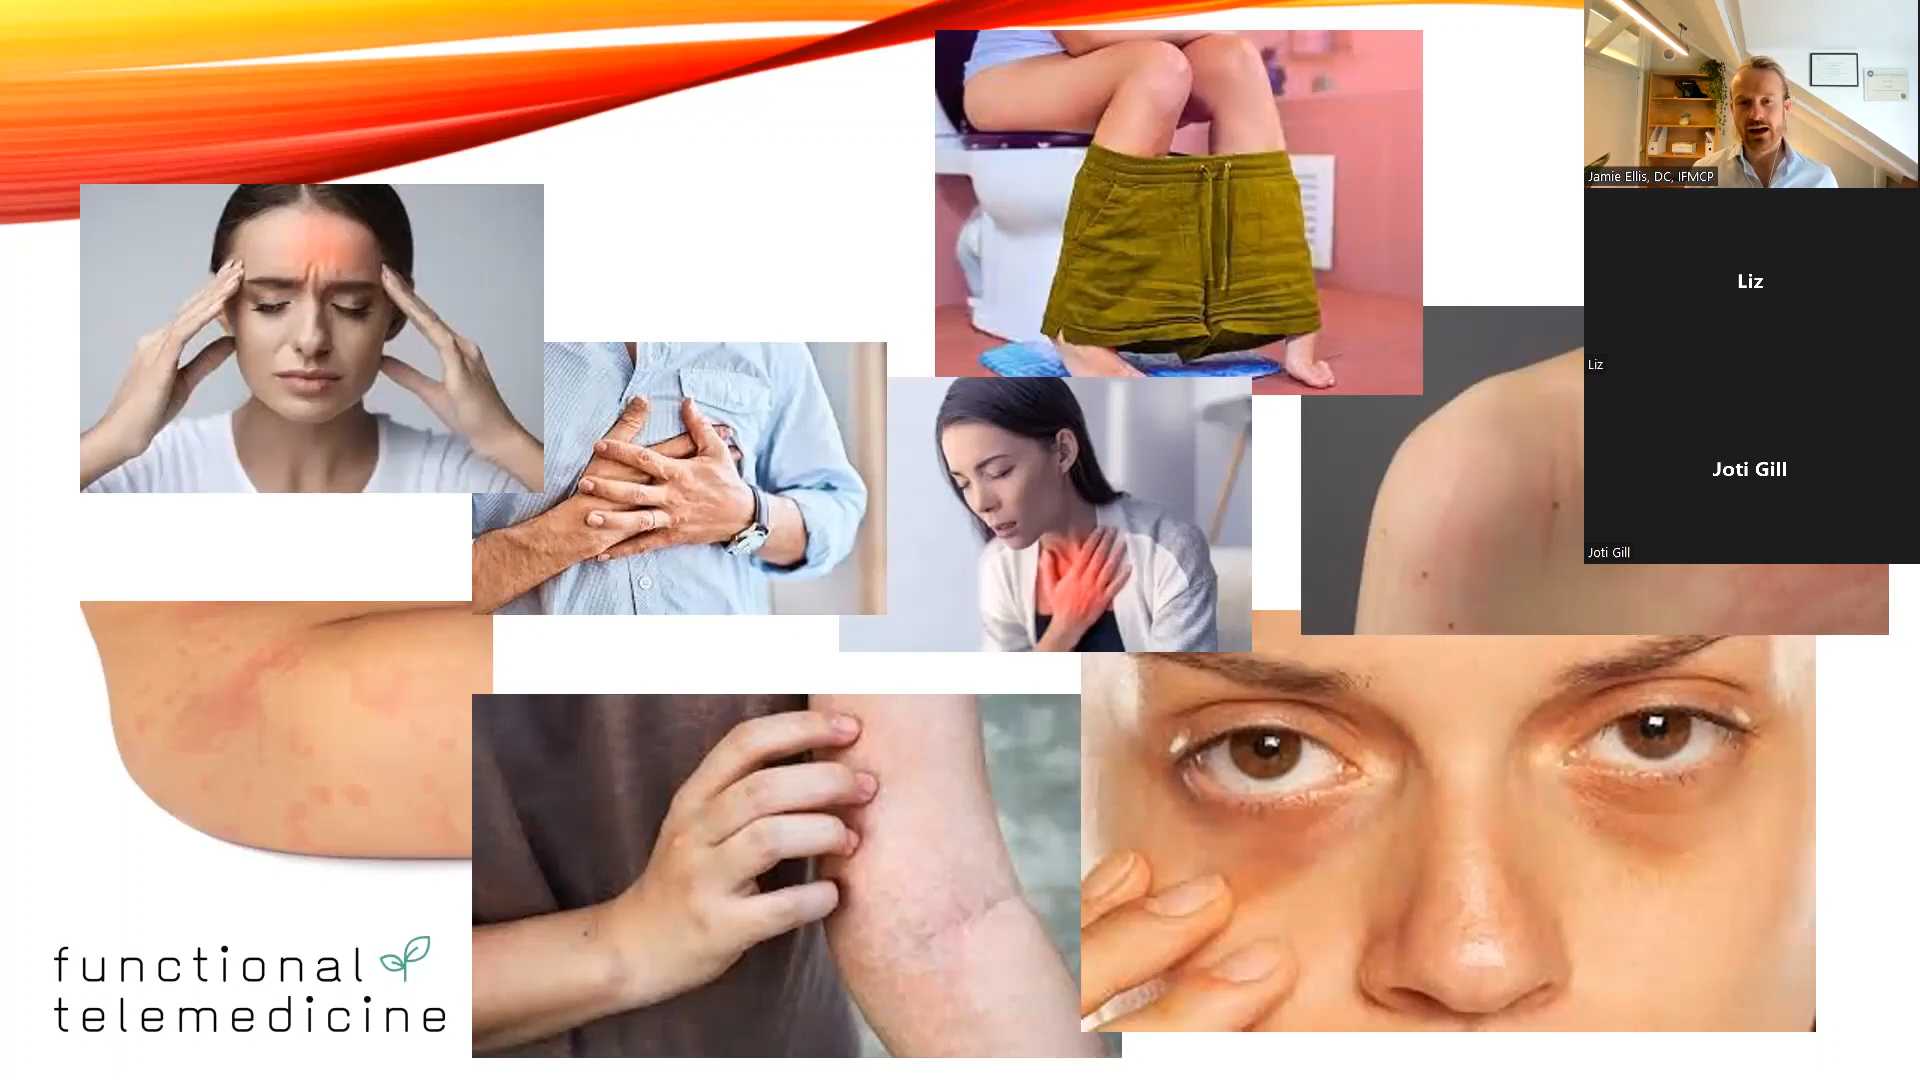 Jamie Ellis, DC, IFMCP
Liz
Liz
Joti Gill
Joti Gill
functional
telemedicine